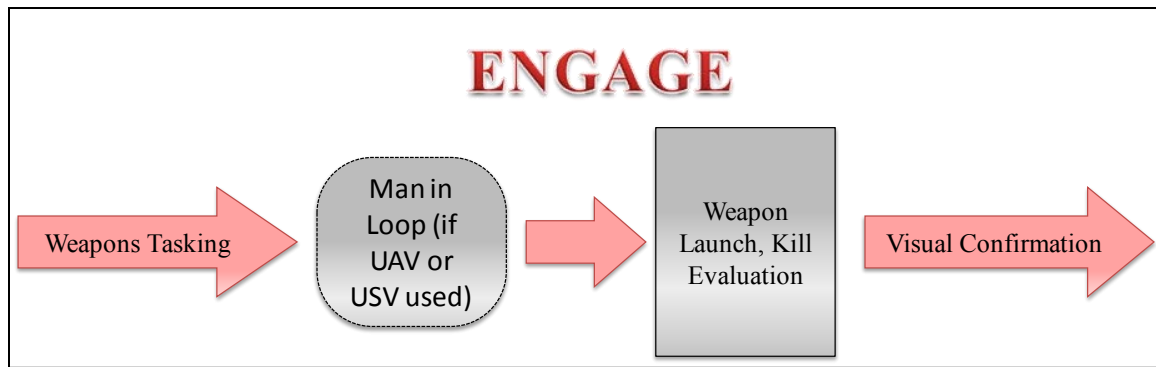 ENGAGE
Weapons Tasking
Man in
Loop (if
UAV or
USV used)
Weapon
Launch, Kill
Evaluation
Visual Confirmation